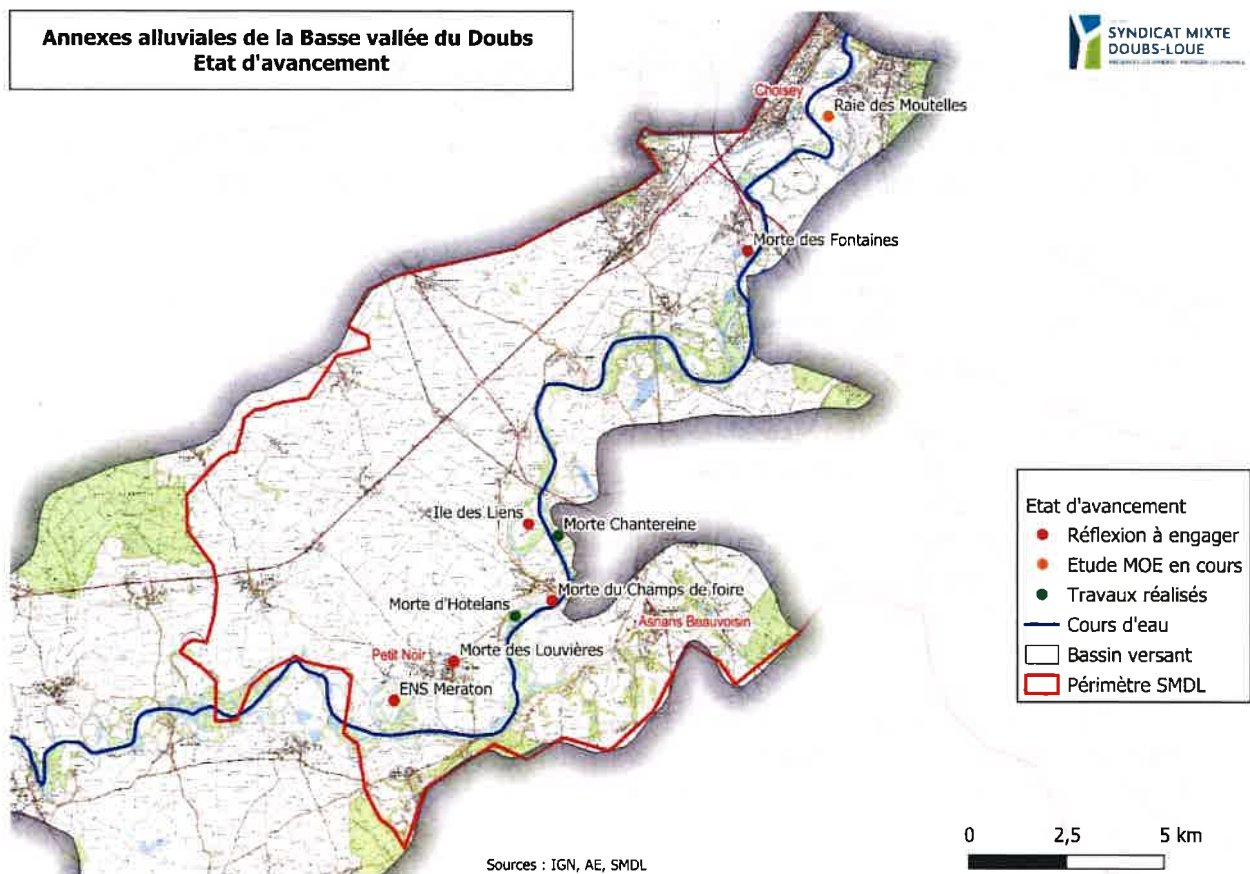 Annexes alluviales de la Basse vallée du Doubs
Etat d'avancement
SYNDICAT MIXTE
DOUBS-LOUE
Choisey
Raie des Moutelles
Morte des Fontaines
Ile des Liens
Morte Chantereine
Morte du Champs de foire
Morte d'Hotelans
Asnans Beauvoisin
Petit Noir
Morte des Louvières
ENS Meraton
Etat d'avancement
Réflexion à engager
Etude MOE en cours
Travaux réalisés
Cours d'eau
Bassin versant
Périmètre SMDL
0 2,5 5 km
Sources : IGN, AE, SMDL